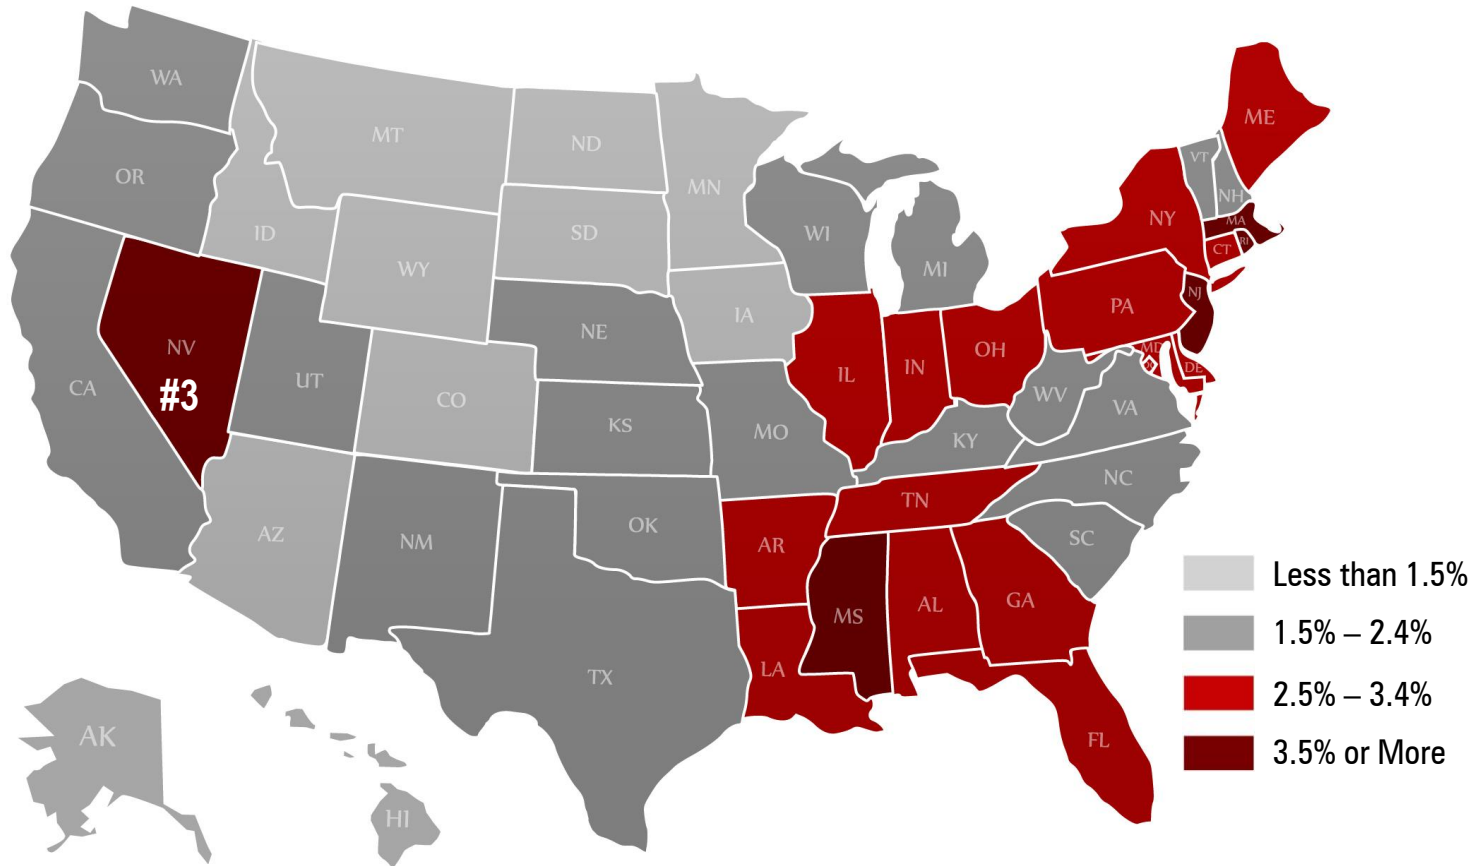 WA
MT
ND
MN
ME
OR
ID
SD
WI
MI
VT
NH
NY
MA
CT
RI
WY
IA
NE
PA
NJ
NV
#3
UT
CO
CA
IL
IN
OH
MD
DE
WV
VA
KS
MO
KY
NC
TN
AZ
NM
OK
AR
SC
MS
AL
GA
LA
TX
FL
AK
HI
Less than 1.5%
1.5% – 2.4%
2.5% – 3.4%
3.5% or More